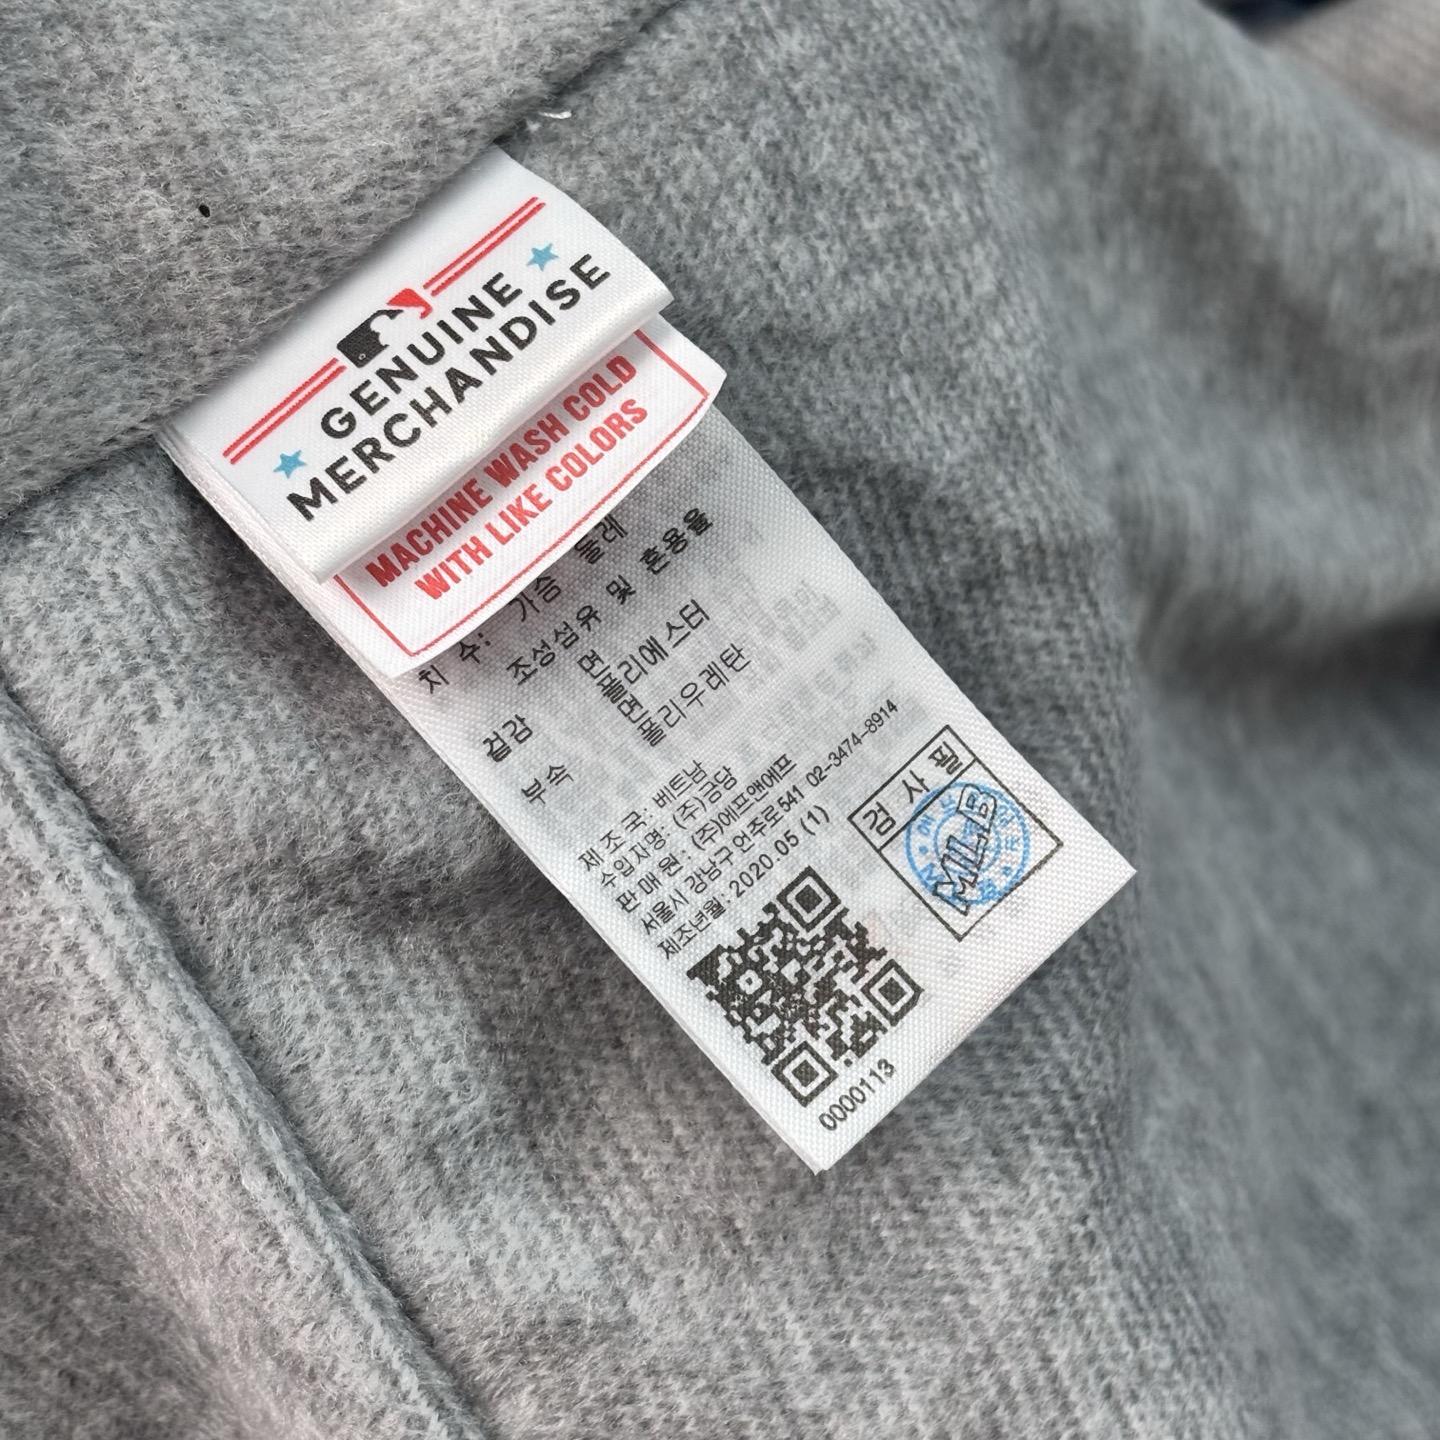 GENUINE
MERCHANDISE
MACHINE WASH COLD
WITH LIKE COLORS
치 수: 가슴 둘레
조성섬유 및 혼용율
겉감 면
폴리에스터
부속 면
폴리우레탄
제조국: 베트남
수입자명: (주)금당
판매원: (주)에프앤에프
서울시 강남구 언주로541 02-3474-8914
제조년월: 2020.05 (1)
검사필
MLB
0000113